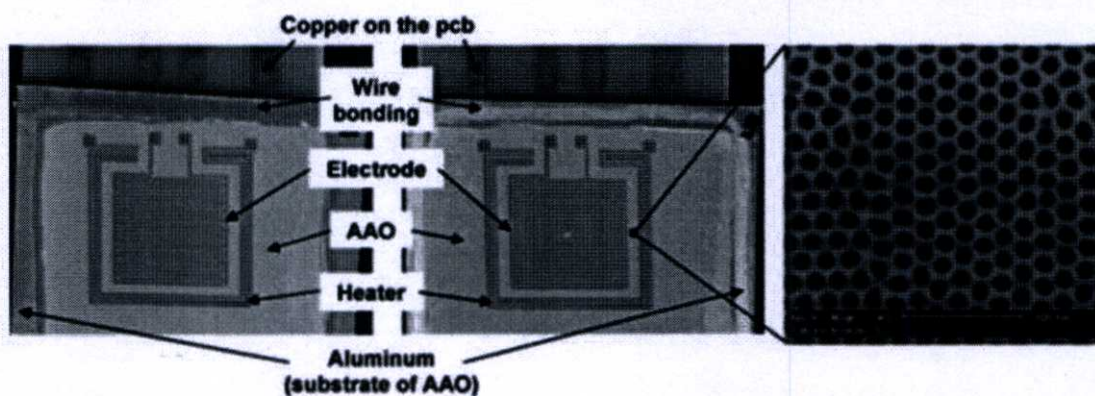 Copper on the pcb
Wire
bonding
Electrode
AAO
Heater
Aluminum
(substrate of AAO)